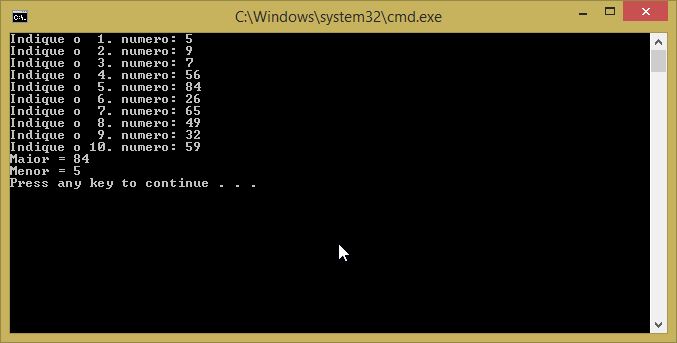 C:\Windows\system32\cmd.exe
Indique o  1. numero: 5
Indique o  2. numero: 9
Indique o  3. numero: 7
Indique o  4. numero: 56
Indique o  5. numero: 84
Indique o  6. numero: 26
Indique o  7. numero: 65
Indique o  8. numero: 49
Indique o  9. numero: 32
Indique o 10. numero: 59
Maior = 84
Menor = 5
Press any key to continue . . .